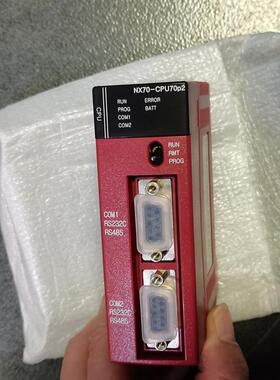 NX70-CPU70p2
CPU
RUN ERROR
PROG BATT
COM1
COM2
RUN
RMT
PROG
COM1
RS232C
RS485
COM2
RS232C
RS485